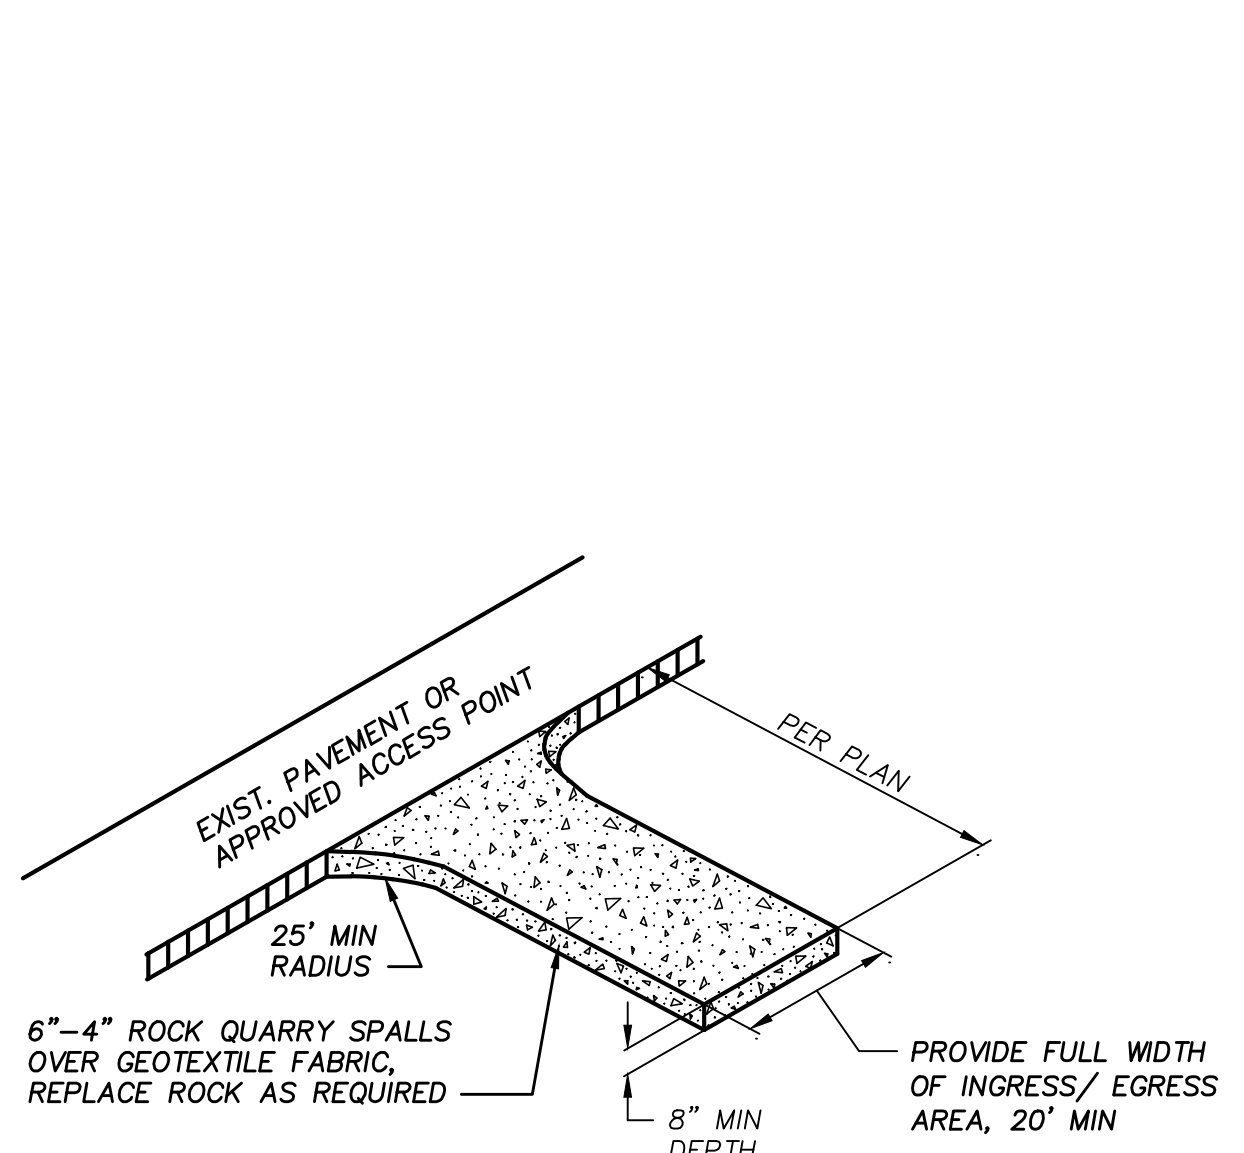 EXIST. PAVEMENT OR
APPROVED ACCESS POINT
PER PLAN
25' MIN
RADIUS
6"-4" ROCK QUARRY SPALLS
OVER GEOTEXTILE FABRIC,
REPLACE ROCK AS REQUIRED
8" MIN
DEPTH
PROVIDE FULL WIDTH
OF INGRESS/ EGRESS
AREA, 20' MIN